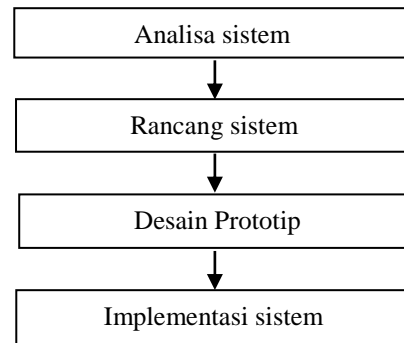 Analisa sistem
Rancang sistem
Desain Prototip
Implementasi sistem